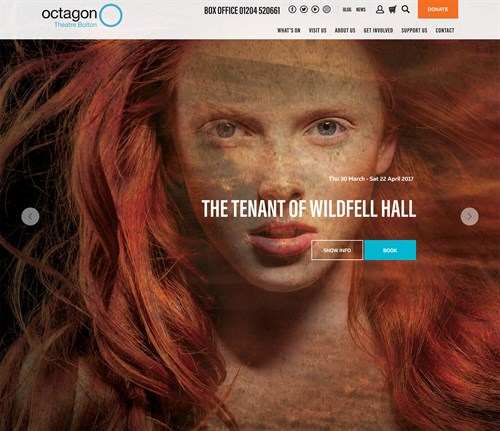 octagon
Theatre Bolton
BOX OFFICE 01204 520661
BLOG NEWS
DONATE
WHAT'S ON VISIT US ABOUT US GET INVOLVED SUPPORT US CONTACT
Thu 30 March - Sat 22 April 2017
THE TENANT OF WILDFELL HALL
SHOW INFO BOOK